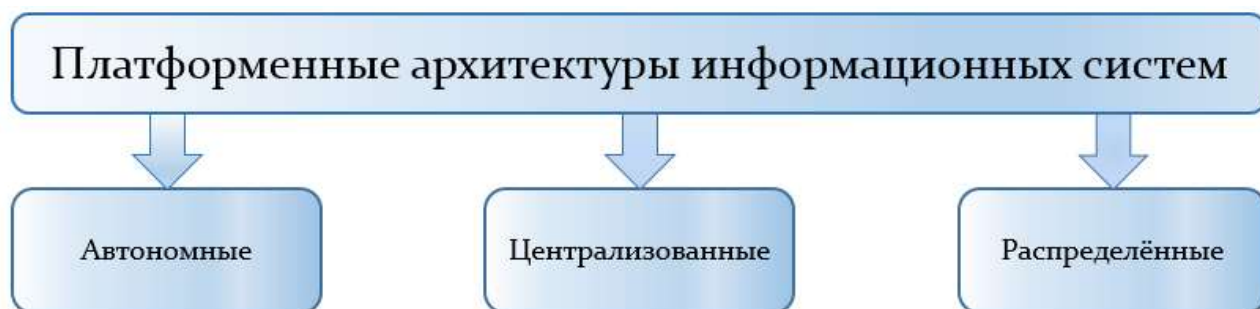 Платформенные архитектуры информационных систем
Автономные
Централизованные
Распределённые